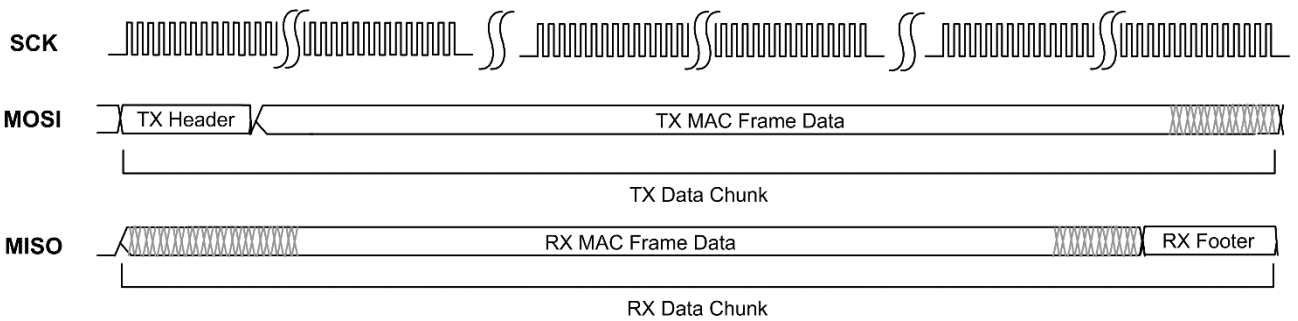 SCK
MOSI
TX Header
TX MAC Frame Data
TX Data Chunk
MISO
RX MAC Frame Data
RX Footer
RX Data Chunk